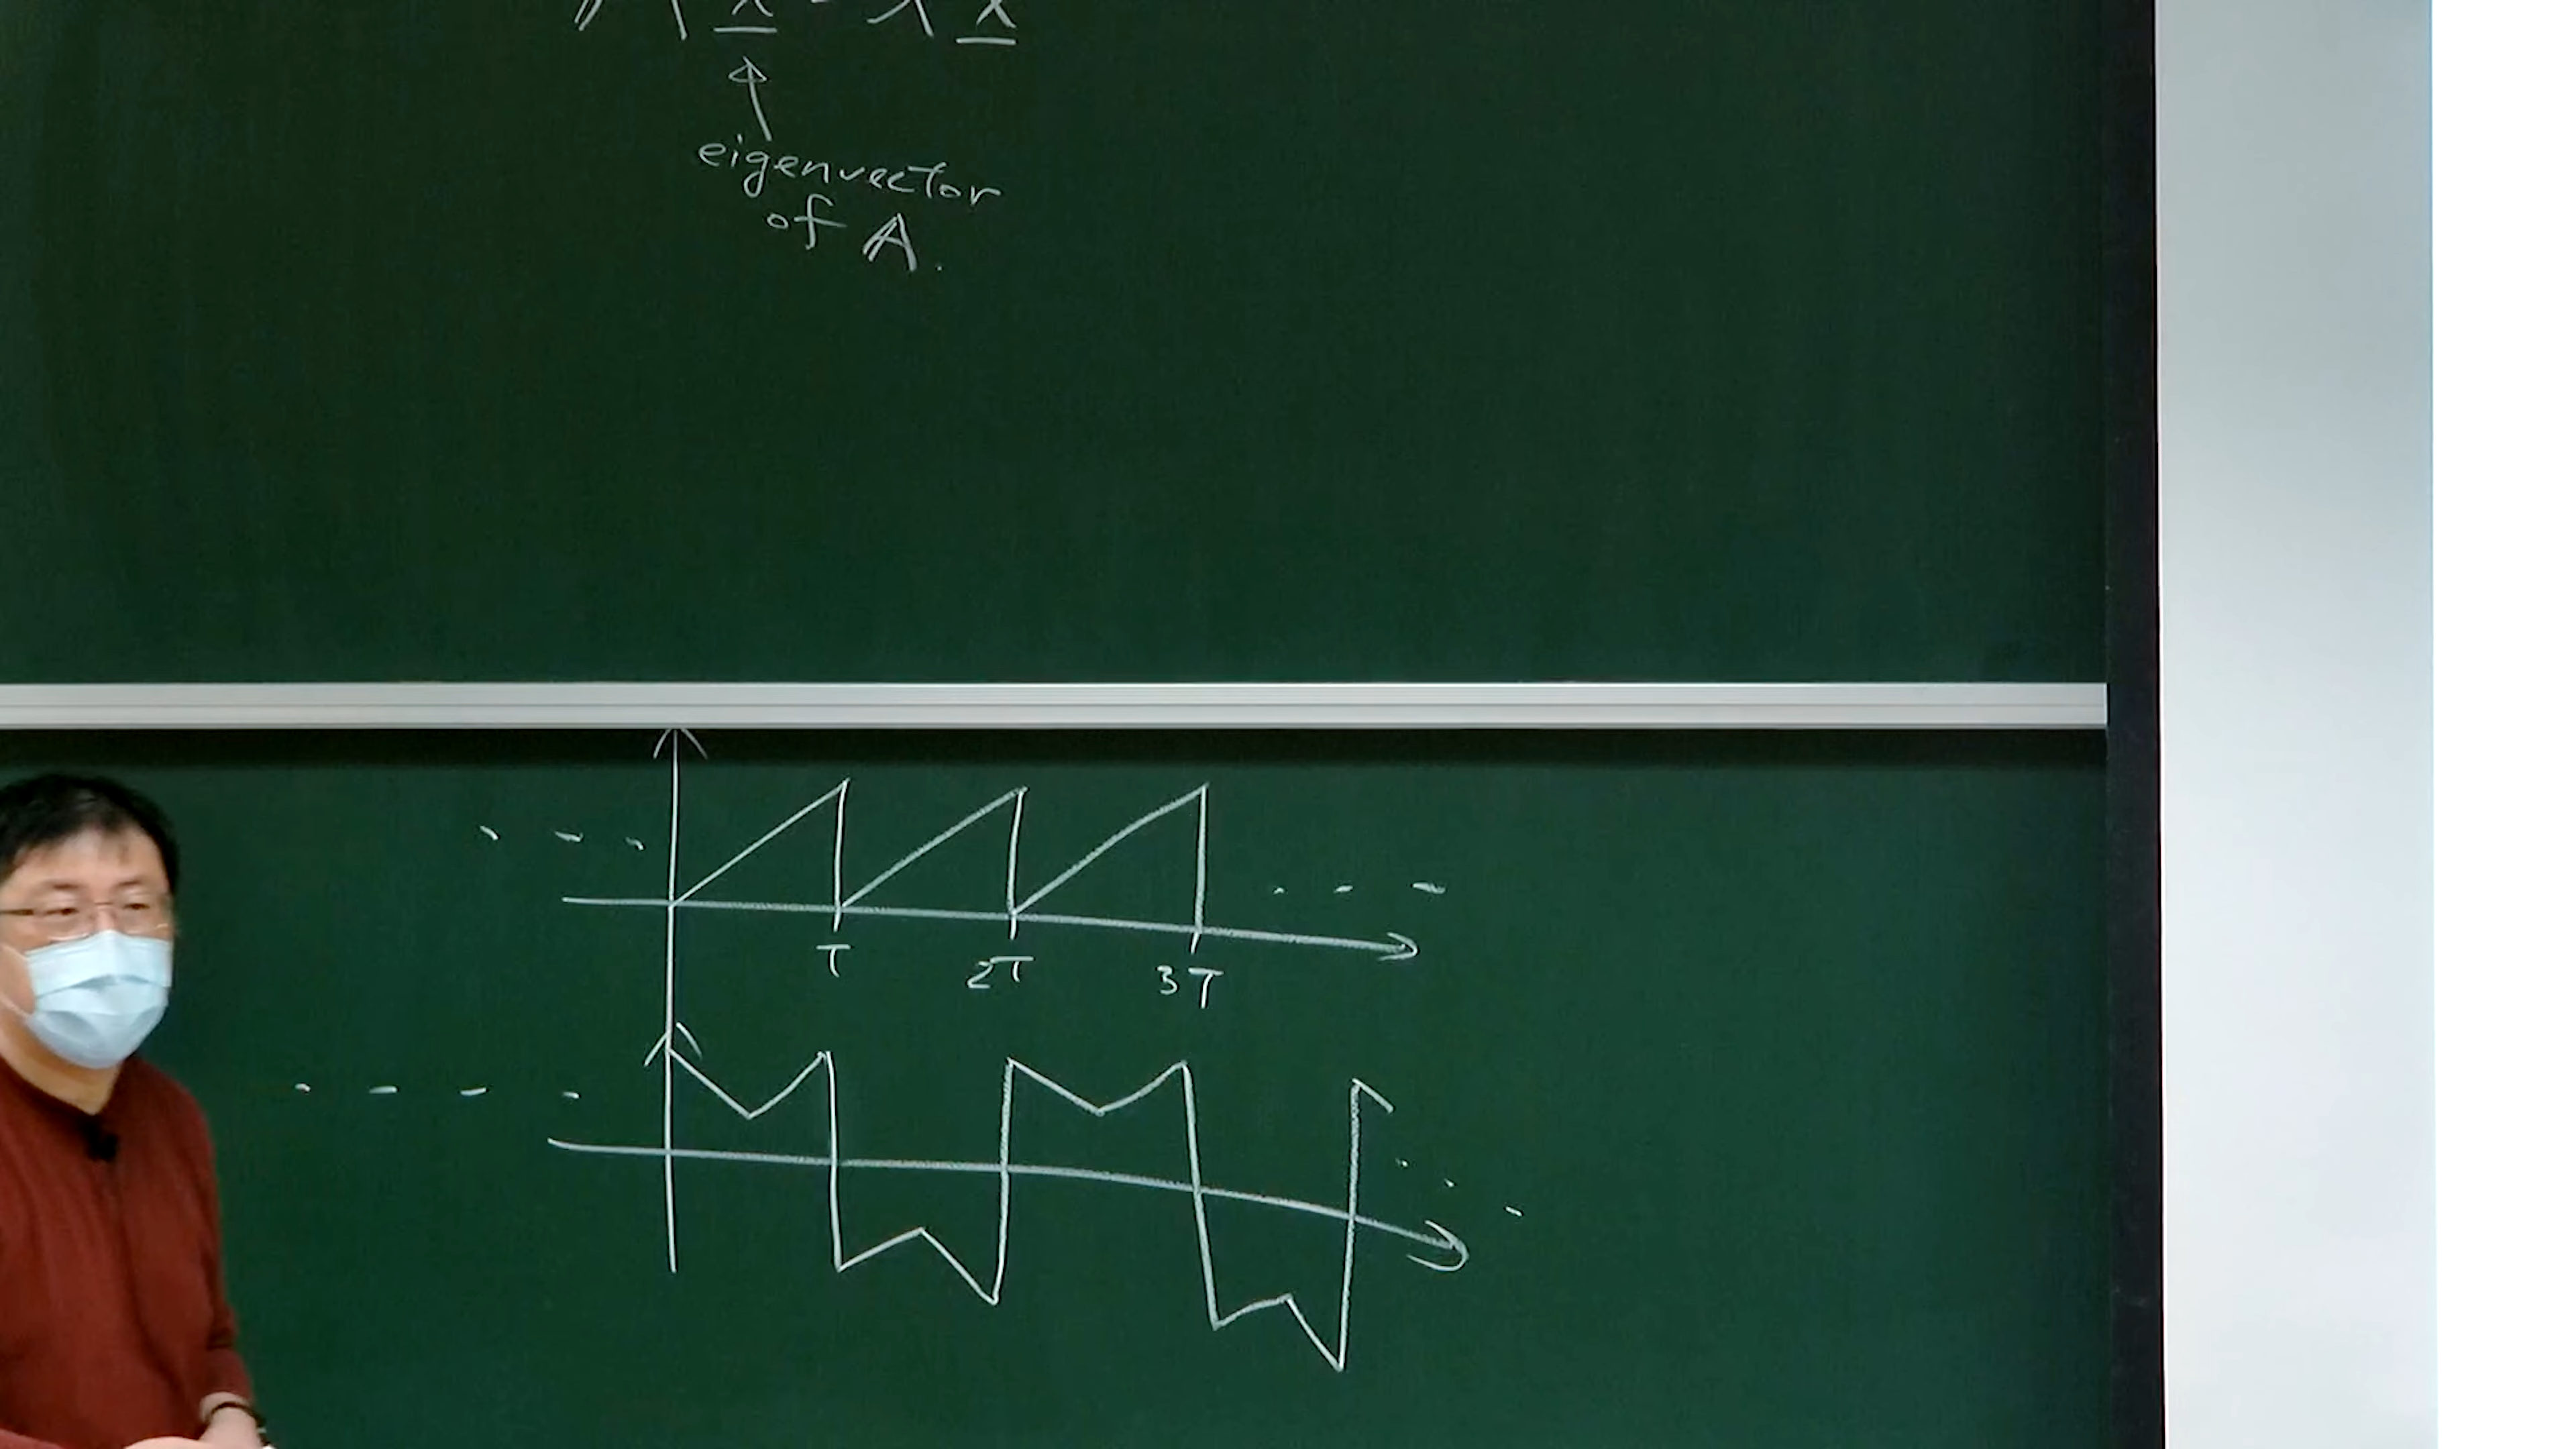 A x = λ x
eigenvector
of A.
T 2T 3T